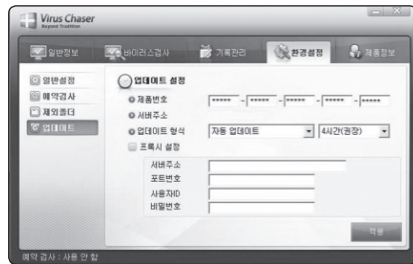 Virus Chaser
Beyond Tradition
일반정보 바이러스검사 기록관리 환경설정 제품정보
일반설정
예약검사
제외폴더
업데이트
업데이트 설정
제품번호 ***** - ***** - ***** - ***** - *****
서버주소
업데이트 형식 자동 업데이트 4시간(권장)
프록시 설정
서버주소
포트번호
사용자ID
비밀번호
적용
예약 검사 : 사용 안 함